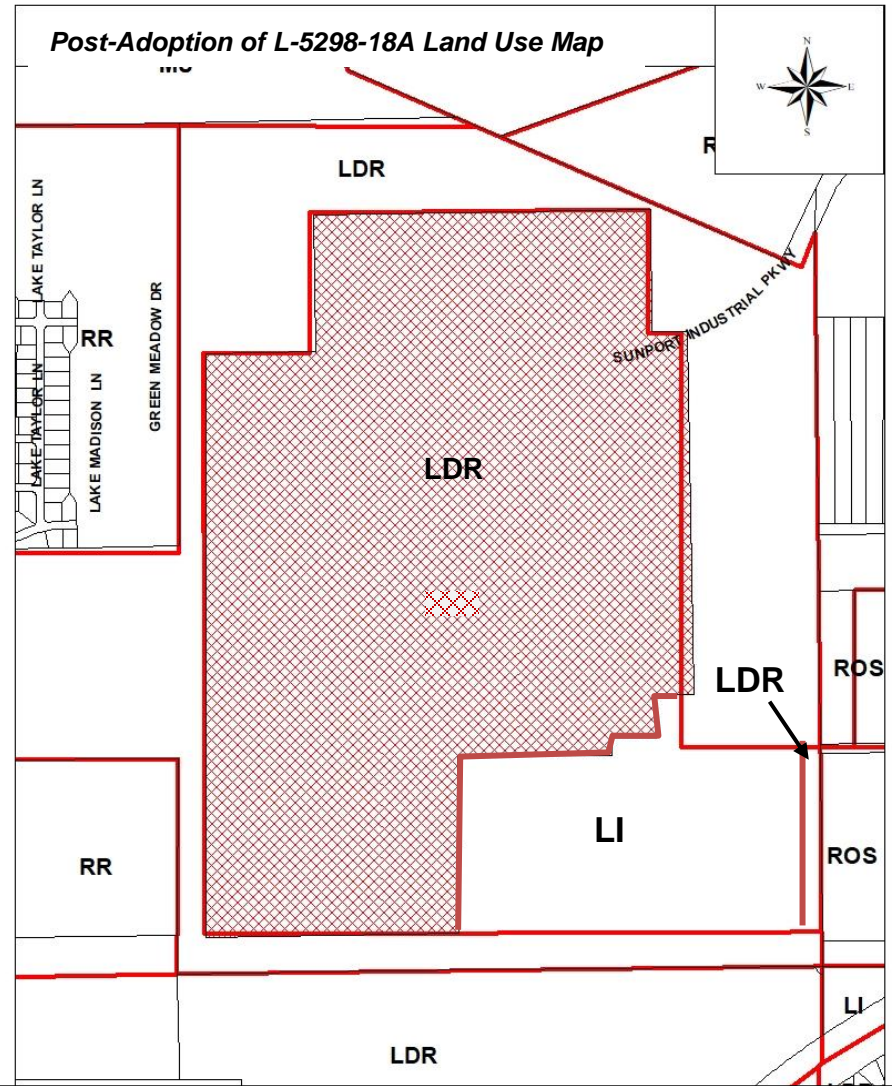 Post-Adoption of L-5298-18A Land Use Map
N
W
E
S
LDR
LAKE TAYLOR LN
GREEN MEADOW DR
RR
LAKE TAYLOR LN
LAKE MADISON LN
SUNPORT INDUSTRIAL PKWY
LDR
ROS
LDR
LI
RR
ROS
LI
LDR